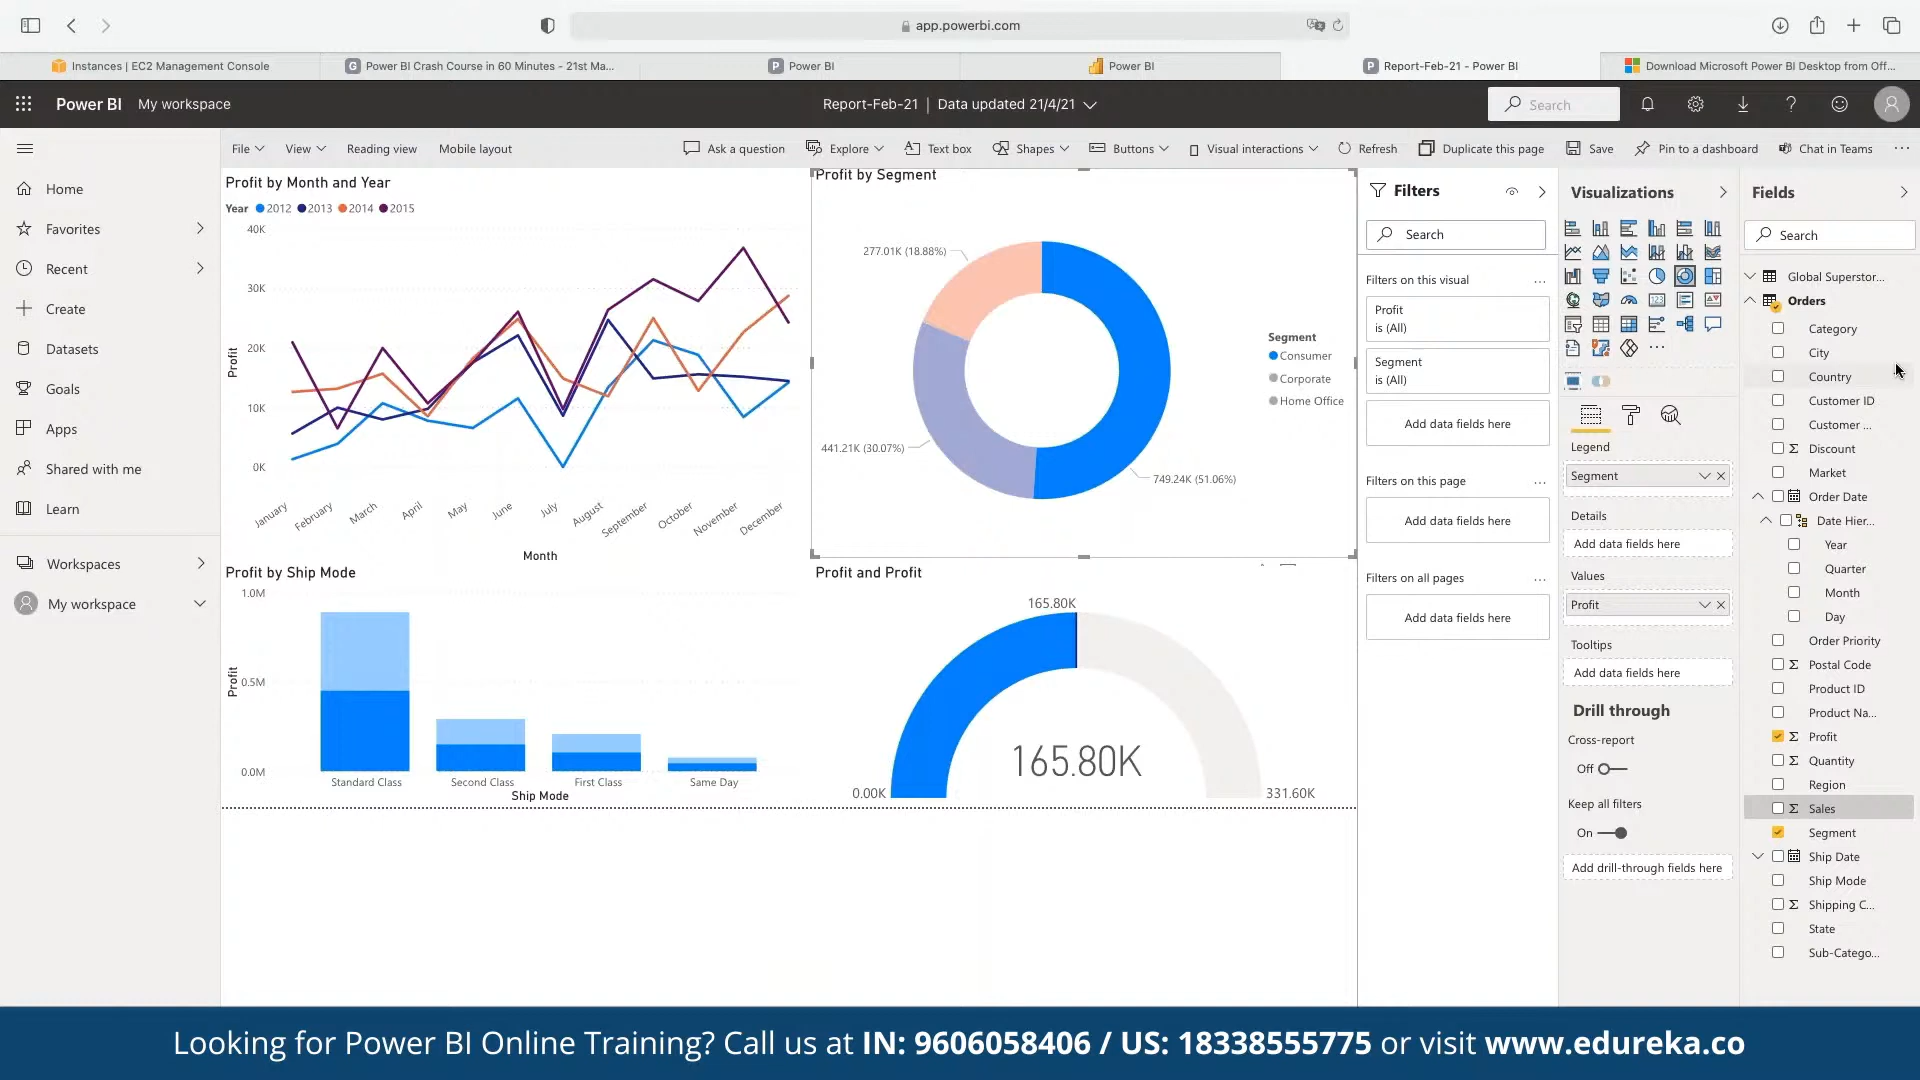 app.powerbi.com
Instances | EC2 Management Console
Power BI Crash Course in 60 Minutes - 21st Ma...
Power BI
Power BI
Report-Feb-21 - Power BI
Download Microsoft Power BI Desktop from Off...
Power BI
My workspace
Report-Feb-21 | Data updated 21/4/21
Search
File
View
Reading view
Mobile layout
Ask a question
Explore
Text box
Shapes
Buttons
Visual interactions
Refresh
Duplicate this page
Save
Pin to a dashboard
Chat in Teams
Home
Favorites
Recent
Create
Datasets
Goals
Apps
Shared with me
Learn
Workspaces
My workspace
Profit by Month and Year
Year 2012 2013 2014 2015
40K
30K
20K
10K
0K
Profit
January
February
March
April
May
June
July
August
September
October
November
December
Month
Profit by Segment
277.01K (18.88%)
441.21K (30.07%)
749.24K (51.06%)
Segment
Consumer
Corporate
Home Office
Profit by Ship Mode
1.0M
0.5M
0.0M
Profit
Standard Class
Second Class
First Class
Same Day
Ship Mode
Profit and Profit
165.80K
165.80K
0.00K
331.60K
Filters
Search
Filters on this visual
Profit
is (All)
Segment
is (All)
Add data fields here
Filters on this page
Add data fields here
Filters on all pages
Add data fields here
Visualizations
Legend
Segment
Details
Add data fields here
Values
Profit
Tooltips
Add data fields here
Drill through
Cross-report
Off
Keep all filters
On
Add drill-through fields here
Fields
Search
Global Superstor...
Orders
Category
City
Country
Customer ID
Customer ...
Discount
Market
Order Date
Date Hier...
Year
Quarter
Month
Day
Order Priority
Postal Code
Product ID
Product Na...
Profit
Quantity
Region
Sales
Segment
Ship Date
Ship Mode
Shipping C...
State
Sub-Catego...
Looking for Power BI Online Training? Call us at IN: 9606058406 / US: 18338555775 or visit www.edureka.co